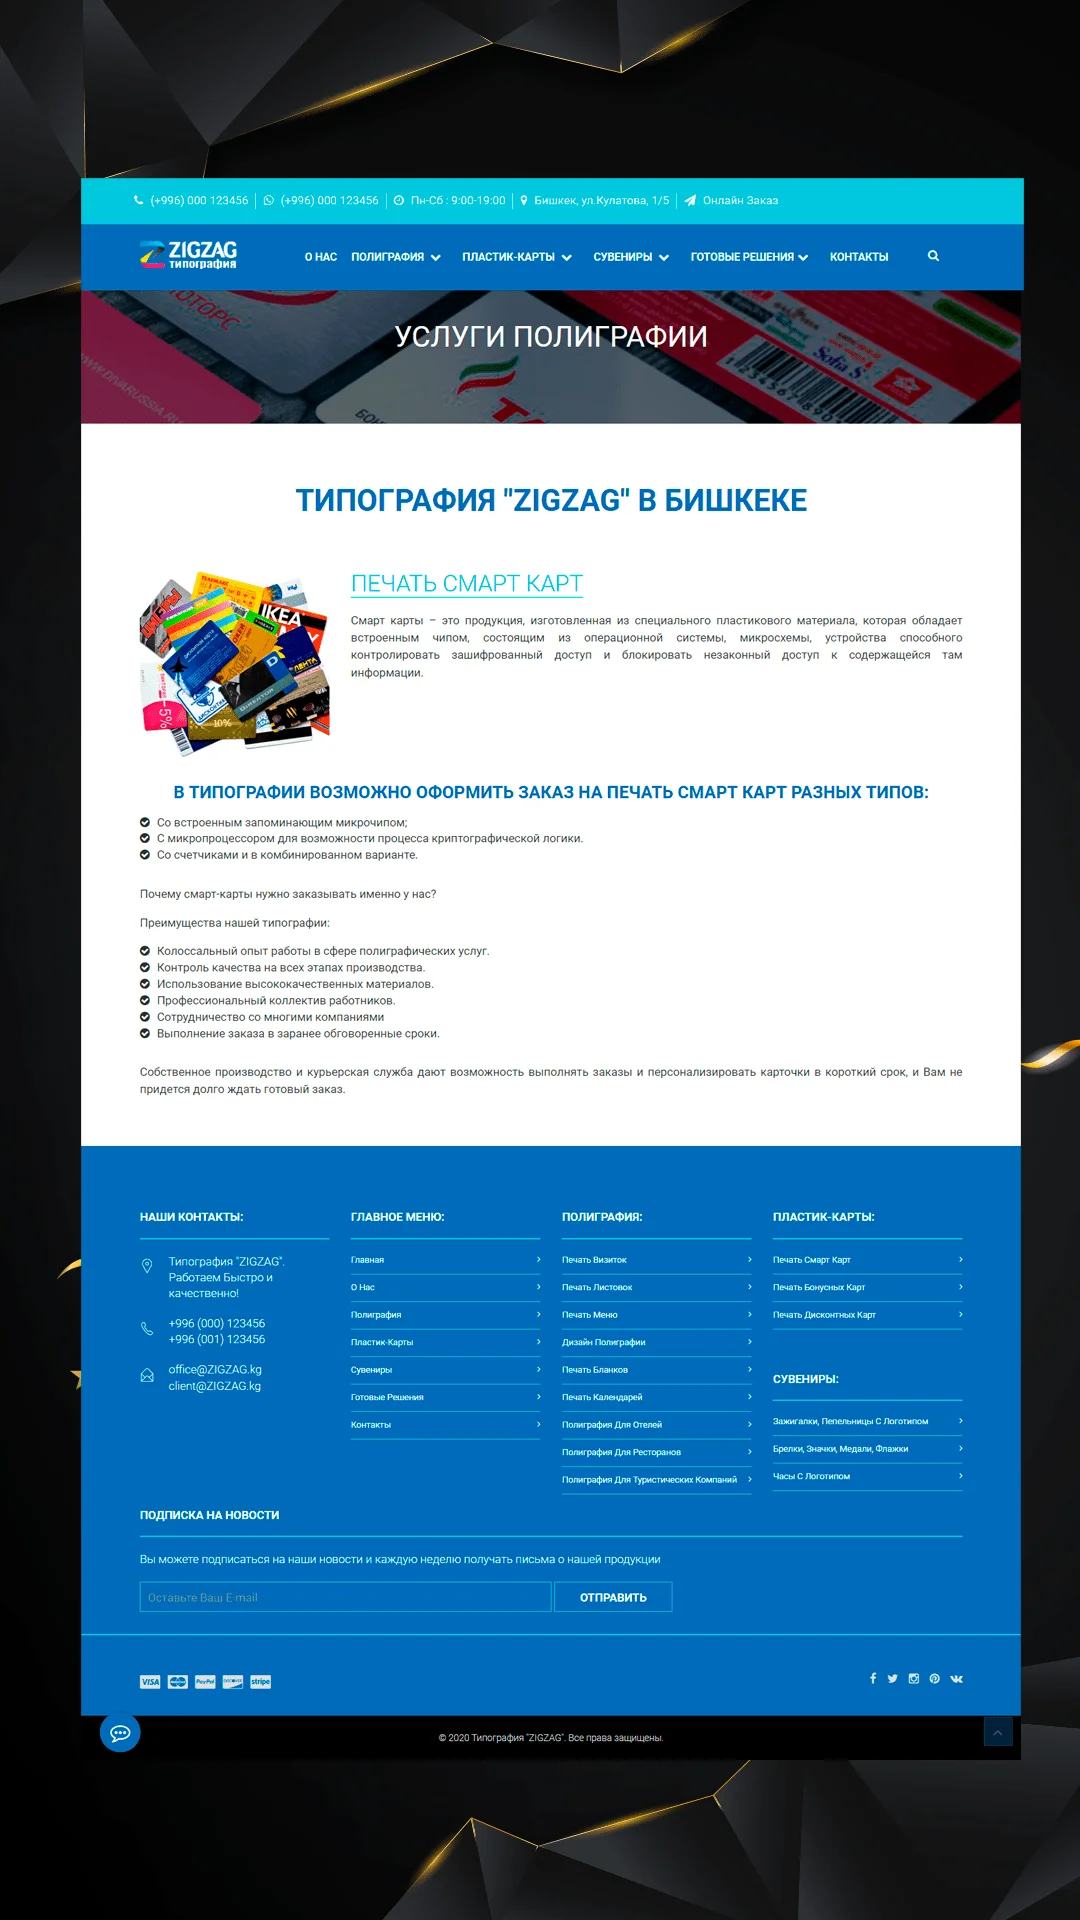 (+996) 000 123456 (+996) 000 123456 Пн-Сб : 9:00-19:00 Бишкек, ул.Кулатова, 1/5 Онлайн Заказ
ZIGZAG
типография
О НАС ПОЛИГРАФИЯ ПЛАСТИК-КАРТЫ СУВЕНИРЫ ГОТОВЫЕ РЕШЕНИЯ КОНТАКТЫ
УСЛУГИ ПОЛИГРАФИИ
WWW.DIVARUSSIA.RU
Sofia S.
ТИПОГРАФИЯ "ZIGZAG" В БИШКЕКЕ
IKEA
ЛЕНТА
DIREKTOR
5%
10%
ПЕЧАТЬ СМАРТ КАРТ
Смарт карты – это продукция, изготовленная из специального пластикового материала, которая обладает
встроенным чипом, состоящим из операционной системы, микросхемы, устройства способного
контролировать зашифрованный доступ и блокировать незаконный доступ к содержащейся там
информации.
В ТИПОГРАФИИ ВОЗМОЖНО ОФОРМИТЬ ЗАКАЗ НА ПЕЧАТЬ СМАРТ КАРТ РАЗНЫХ ТИПОВ:
Со встроенным запоминающим микрочипом;
С микропроцессором для возможности процесса криптографической логики.
Со счетчиками и в комбинированном варианте.
Почему смарт-карты нужно заказывать именно у нас?
Преимущества нашей типографии:
Колоссальный опыт работы в сфере полиграфических услуг.
Контроль качества на всех этапах производства.
Использование высококачественных материалов.
Профессиональный коллектив работников.
Сотрудничество со многими компаниями
Выполнение заказа в заранее обговоренные сроки.
Собственное производство и курьерская служба дают возможность выполнять заказы и персонализировать карточки в короткий срок, и Вам не
придется долго ждать готовый заказ.
НАШИ КОНТАКТЫ:
Типография "ZIGZAG".
Работаем Быстро и
качественно!
+996 (000) 123456
+996 (001) 123456
office@ZIGZAG.kg
client@ZIGZAG.kg
ГЛАВНОЕ МЕНЮ:
Главная
О Нас
Полиграфия
Пластик-Карты
Сувениры
Готовые Решения
Контакты
ПОЛИГРАФИЯ:
Печать Визиток
Печать Листовок
Печать Меню
Дизайн Полиграфии
Печать Бланков
Печать Календарей
Полиграфия Для Отелей
Полиграфия Для Ресторанов
Полиграфия Для Туристических Компаний
ПЛАСТИК-КАРТЫ:
Печать Смарт Карт
Печать Бонусных Карт
Печать Дисконтных Карт
СУВЕНИРЫ:
Зажигалки, Пепельницы С Логотипом
Брелки, Значки, Медали, Флажки
Часы С Логотипом
ПОДПИСКА НА НОВОСТИ
Вы можете подписаться на наши новости и каждую неделю получать письма о нашей продукции
Оставьте Ваш E-mail ОТПРАВИТЬ
VISA PayPal DISCOVER stripe
© 2020 Типография "ZIGZAG". Все права защищены.